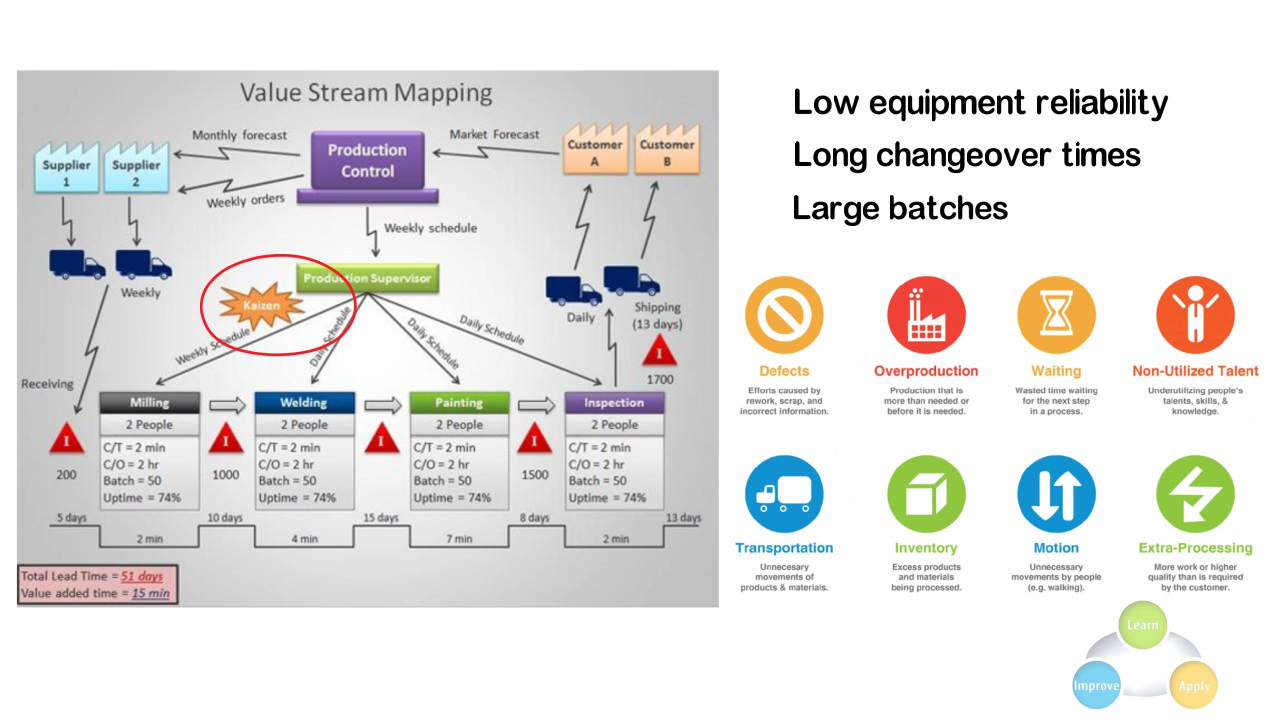 Value Stream Mapping
Monthly forecast
Market Forecast
Supplier
1
Supplier
2
Production
Control
Customer
A
Customer
B
Weekly orders
Weekly schedule
Weekly
Kaizen
Production Supervisor
Daily
Shipping
(13 days)
I
1700
Weekly Schedule
Daily Schedule
Daily Schedule
Daily Schedule
Receiving
I
200
Milling
2 People
C/T = 2 min
C/O = 2 hr
Batch = 50
Uptime = 74%
I
1000
Welding
2 People
C/T = 2 min
C/O = 2 hr
Batch = 50
Uptime = 74%
I
Painting
2 People
C/T = 2 min
C/O = 2 hr
Batch = 50
Uptime = 74%
I
1500
Inspection
2 People
C/T = 2 min
C/O = 2 hr
Batch = 50
Uptime = 74%
5 days
2 min
10 days
4 min
15 days
7 min
8 days
2 min
13 days
Total Lead Time = 51 days
Value added time = 15 min
Low equipment reliability
Long changeover times
Large batches
Defects
Efforts caused by
rework, scrap, and
incorrect information.
Overproduction
Production that is
more than needed or
before it is needed.
Waiting
Wasted time waiting
for the next step
in a process.
Non-Utilized Talent
Underutilizing people's
talents, skills, &
knowledge.
Transportation
Unnecessary
movements of
products & materials.
Inventory
Excess products
and materials
being processed.
Motion
Unnecessary
movements by people
(e.g. walking).
Extra-Processing
More work or higher
quality than is required
by the customer.
Learn
Improve
Apply